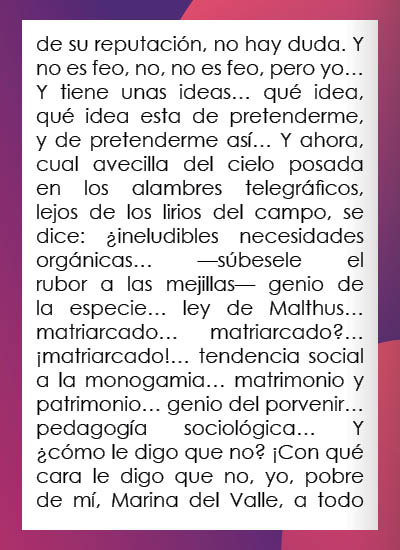 de su reputación, no hay duda. Y
no es feo, no, no es feo, pero yo…
Y tiene unas ideas… qué idea,
qué idea esta de pretenderme,
y de pretenderme así… Y ahora,
cual avecilla del cielo posada
en los alambres telegráficos,
lejos de los lirios del campo, se
dice: ¿ineludibles necesidades
orgánicas… —súbesele el
rubor a las mejillas— genio de
la especie… ley de Malthus…
matriarcado… matriarcado?…
¡matriarcado!… tendencia social
a la monogamia… matrimonio y
patrimonio… genio del porvenir…
pedagogía sociológica… Y
¿cómo le digo que no? ¡Con qué
cara le digo que no, yo, pobre
de mí, Marina del Valle, a todo